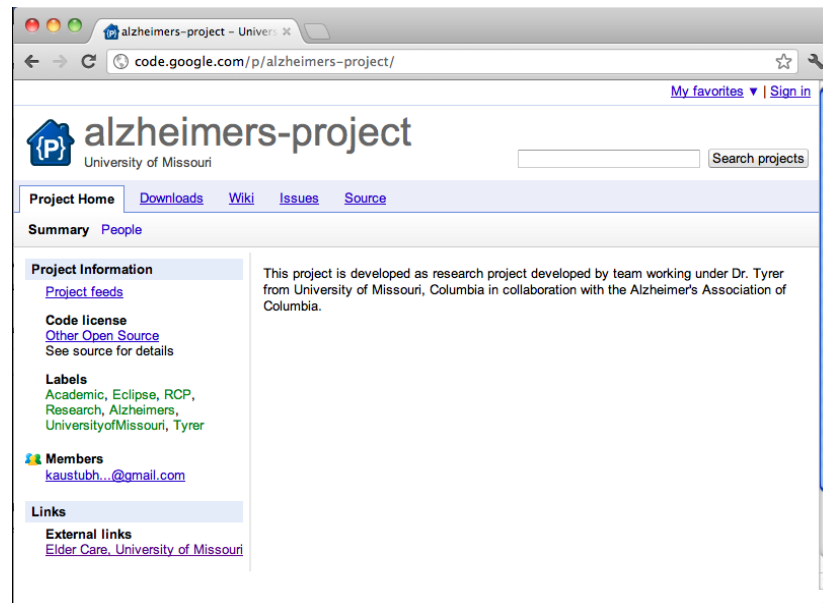 alzheimers-project – Univers
code.google.com/p/alzheimers-project/
My favorites ▼ | Sign in
{P}
alzheimers-project
University of Missouri
Search projects
Project Home Downloads Wiki Issues Source
Summary People
Project Information
Project feeds
Code license
Other Open Source
See source for details
Labels
Academic, Eclipse, RCP,
Research, Alzheimers,
UniversityofMissouri, Tyrer
Members
kaustubh...@gmail.com
Links
External links
Elder Care, University of Missouri
This project is developed as research project developed by team working under Dr. Tyrer
from University of Missouri, Columbia in collaboration with the Alzheimer's Association of
Columbia.